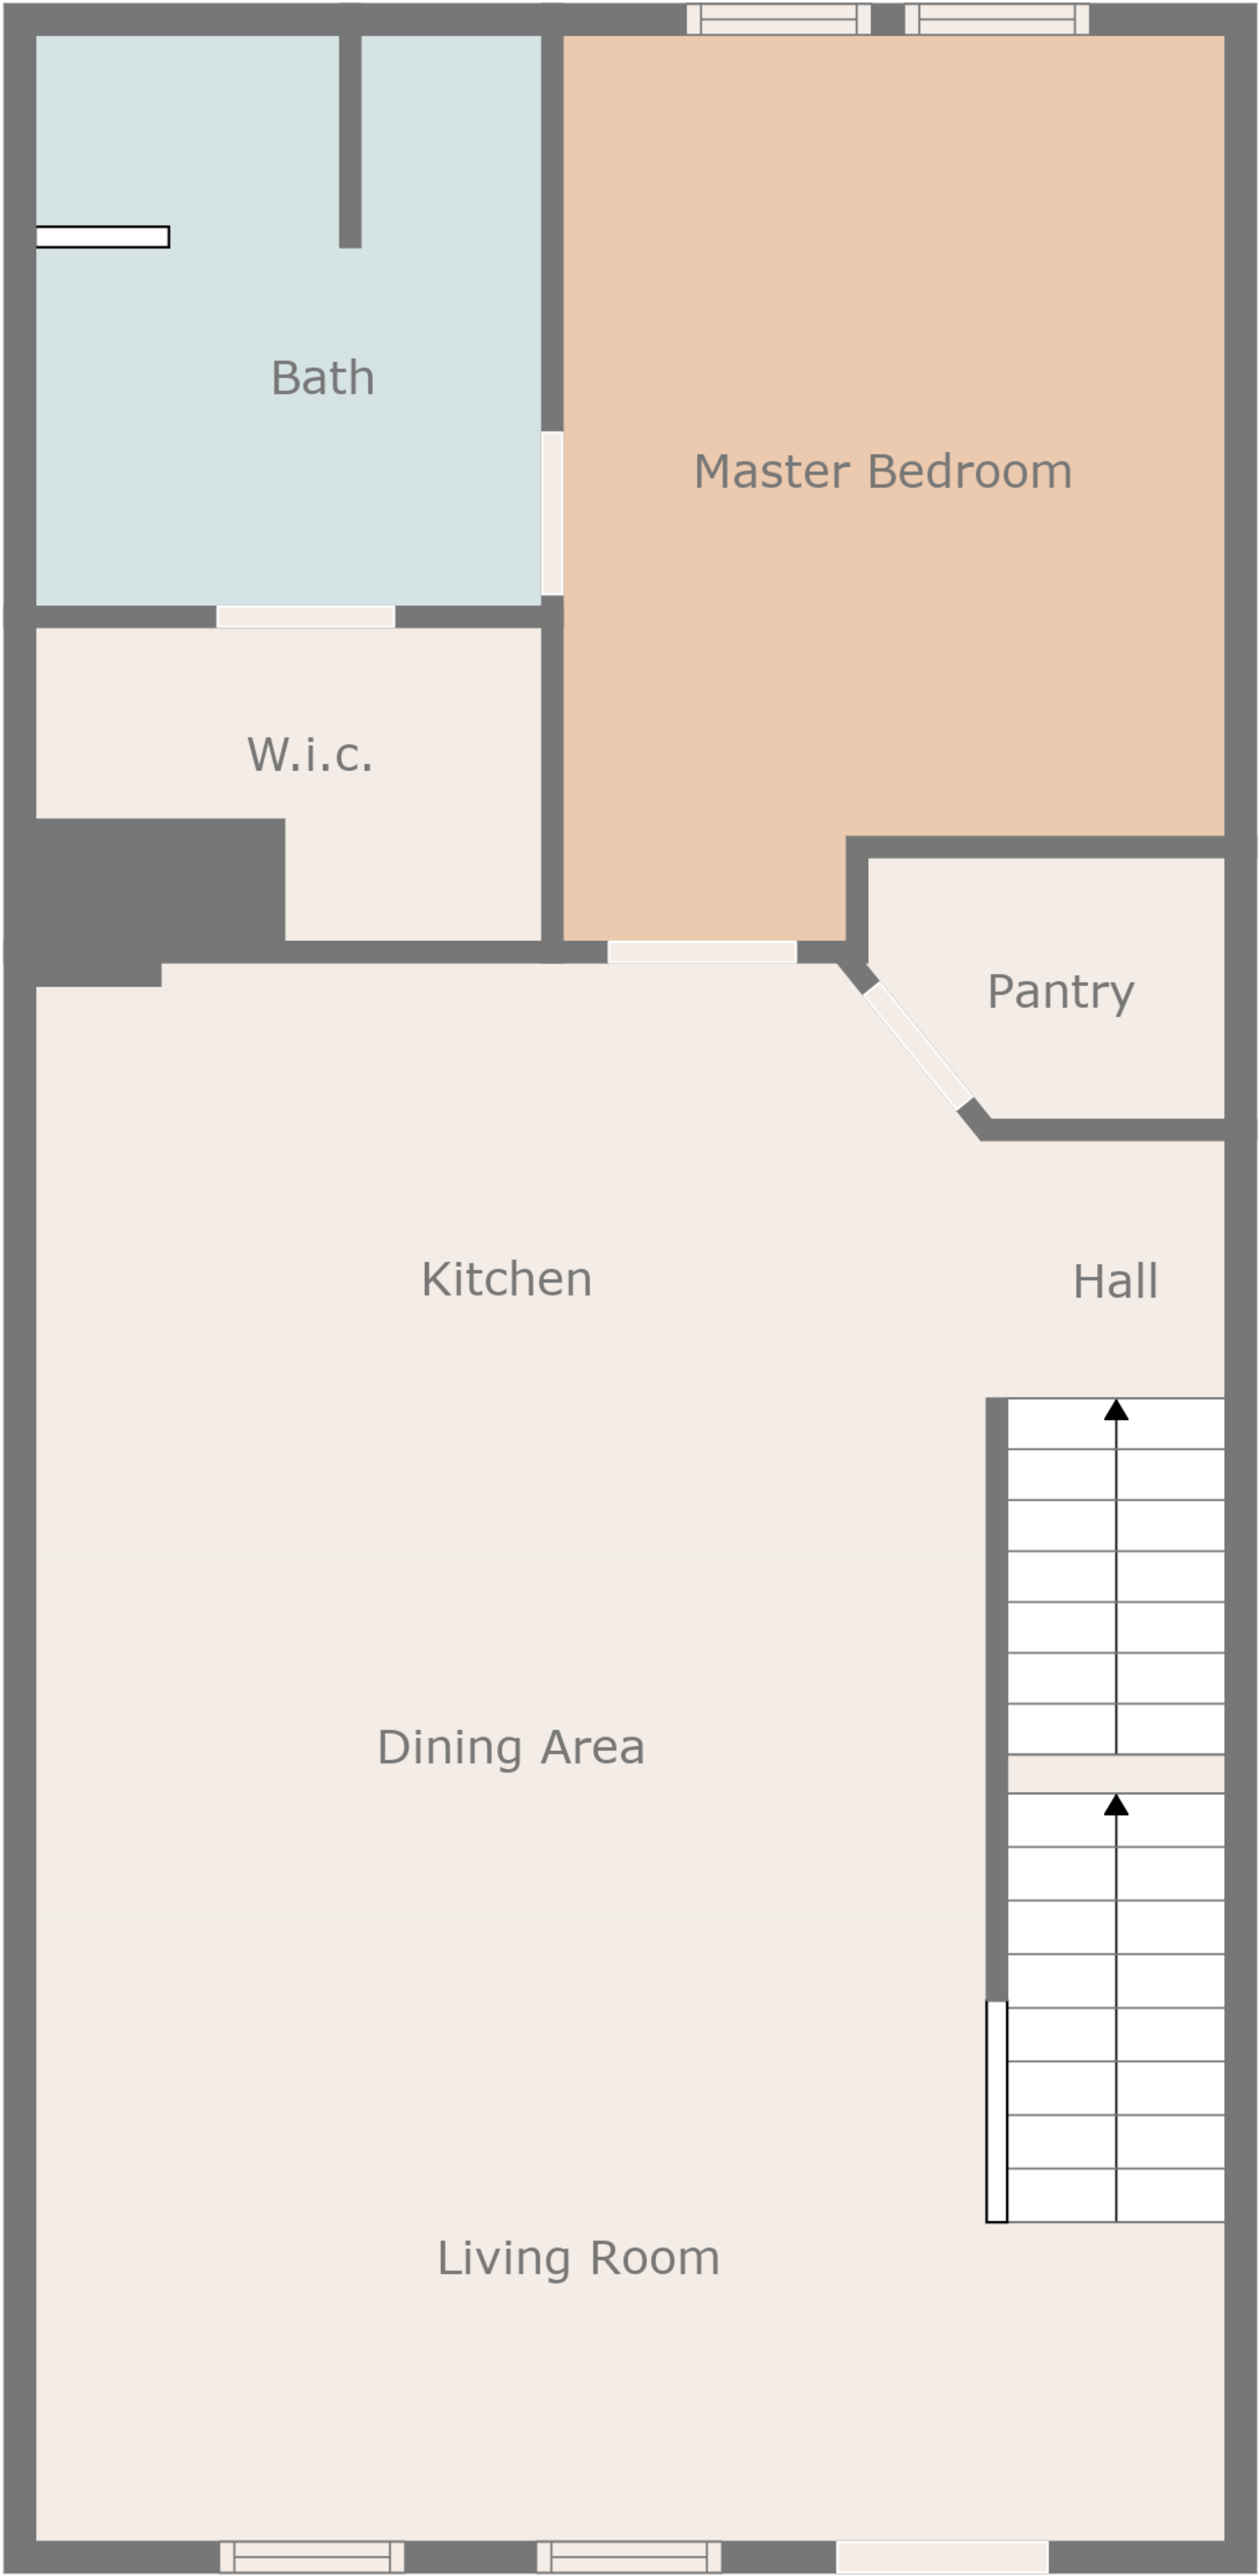 Bath
Master Bedroom
W.i.c.
Pantry
Kitchen
Hall
Dining Area
Living Room